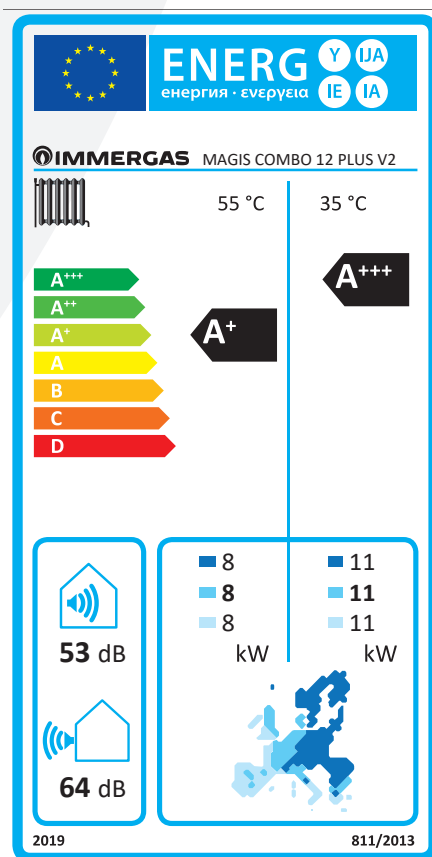 ENERG Y IJA
енергия · ενεργεια IE IA
IMMERGAS MAGIS COMBO 12 PLUS V2
55 °C 35 °C
A+++
A+++
A++
A+
A+
A
B
C
D
8 11
8 11
8 11
kW kW
53 dB
64 dB
2019 811/2013